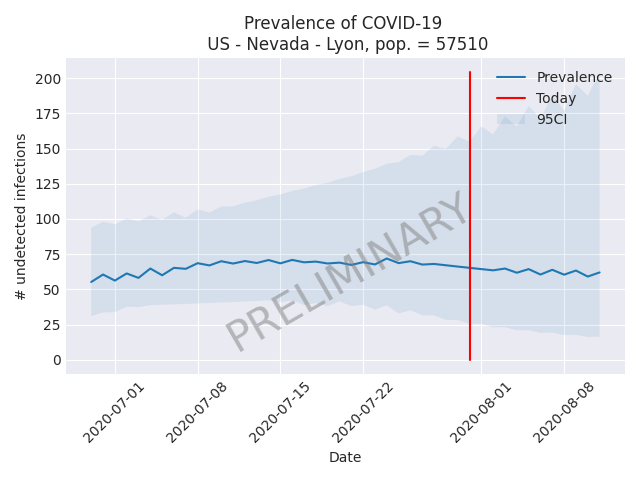 Prevalence of COVID-19
US - Nevada - Lyon, pop. = 57510
# undetected infections
200
175
150
125
100
75
50
25
0
Prevalence
Today
95CI
PRELIMINARY
2020-07-01
2020-07-08
2020-07-15
2020-07-22
2020-08-01
2020-08-08
Date